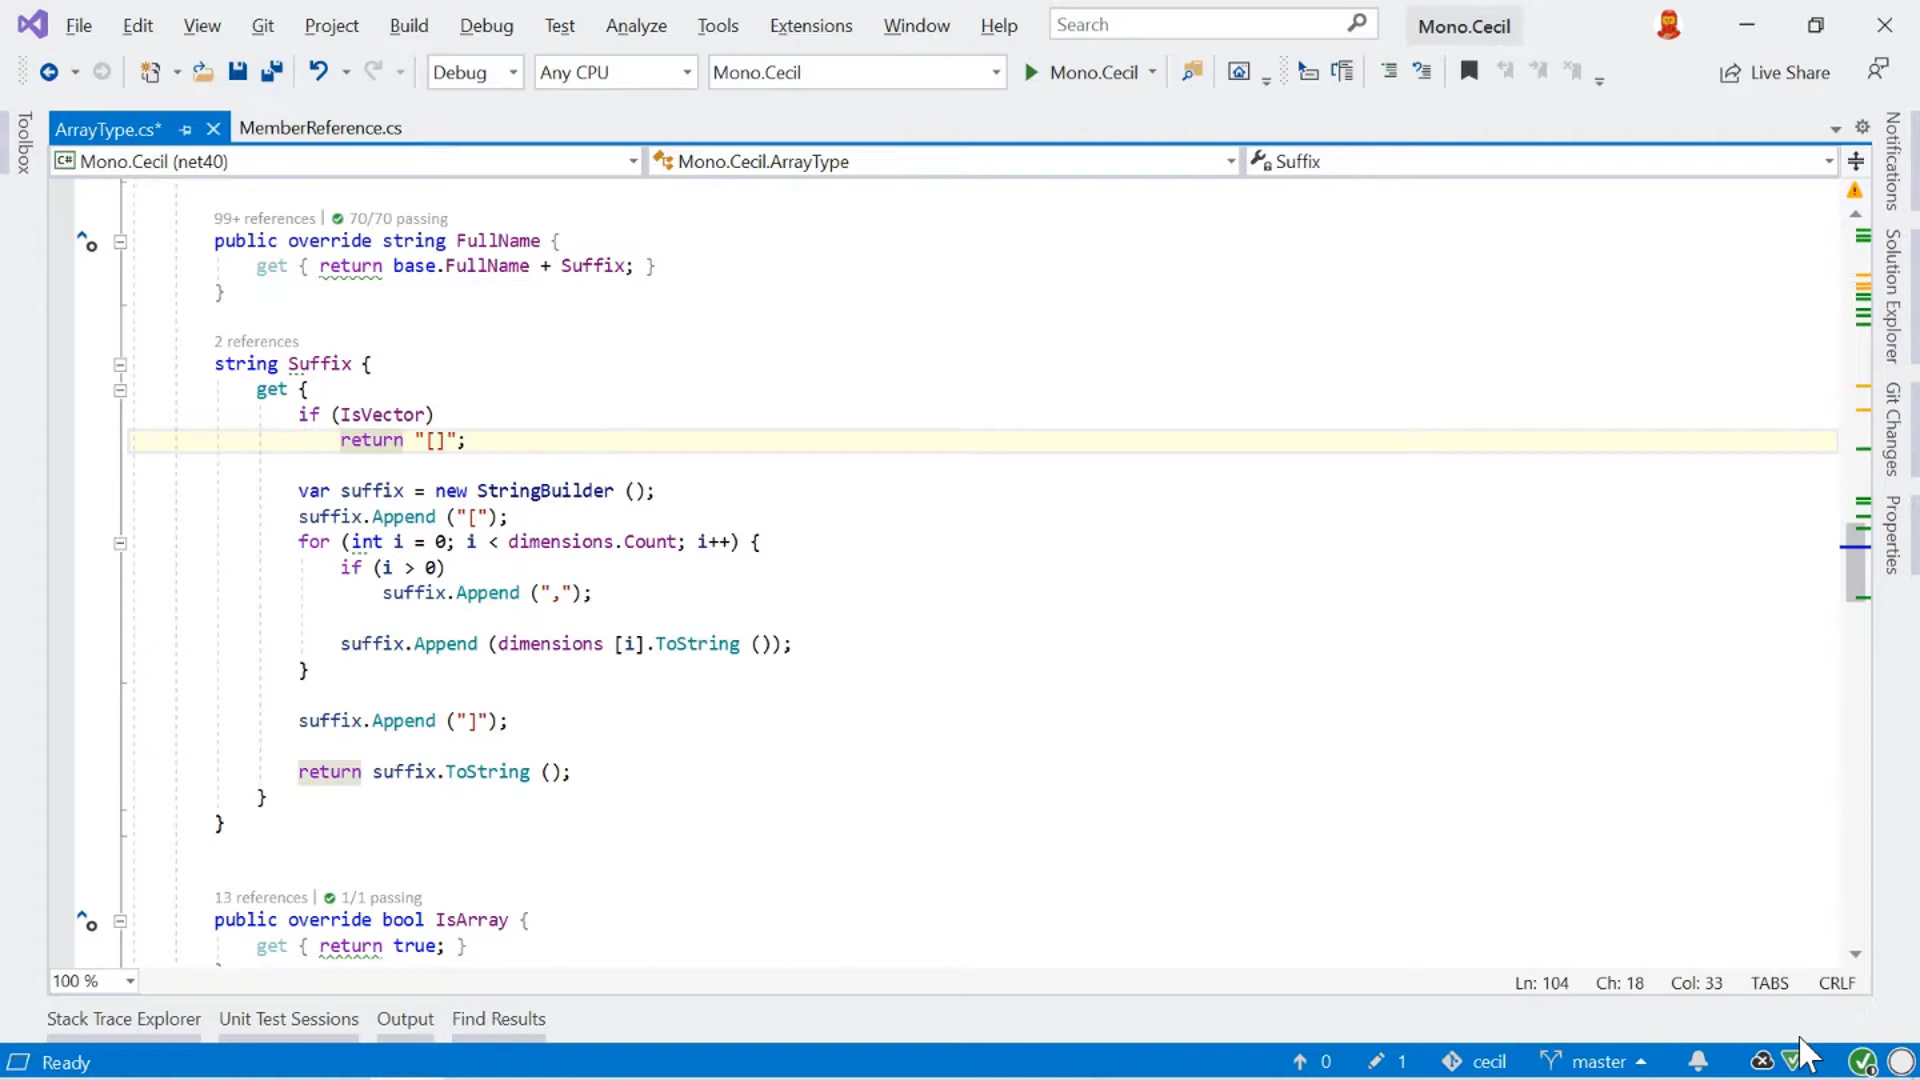 File Edit View Git Project Build Debug Test Analyze Tools Extensions Window Help Search Mono.Cecil
Debug Any CPU Mono.Cecil Mono.Cecil Live Share
Toolbox
ArrayType.cs* MemberReference.cs
C# Mono.Cecil (net40) Mono.Cecil.ArrayType Suffix
99+ references | 70/70 passing
public override string FullName {
get { return base.FullName + Suffix; }
}
2 references
string Suffix {
get {
if (IsVector)
return "[]";
var suffix = new StringBuilder ();
suffix.Append ("[");
for (int i = 0; i < dimensions.Count; i++) {
if (i > 0)
suffix.Append (",");
suffix.Append (dimensions [i].ToString ());
}
suffix.Append ("]");
return suffix.ToString ();
}
}
13 references | 1/1 passing
public override bool IsArray {
get { return true; }
Notifications
Solution Explorer
Git Changes
Properties
100 % Ln: 104 Ch: 18 Col: 33 TABS CRLF
Stack Trace Explorer Unit Test Sessions Output Find Results
Ready 0 1 cecil master